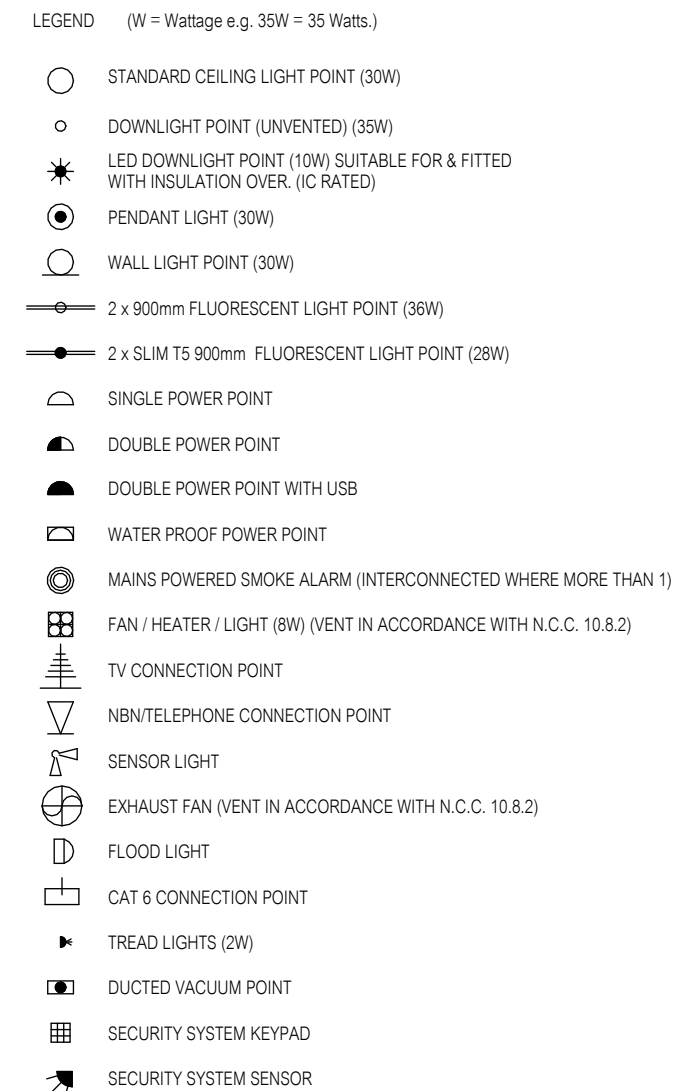 LEGEND (W = Wattage e.g. 35W = 35 Watts.)
STANDARD CEILING LIGHT POINT (30W)
DOWNLIGHT POINT (UNVENTED) (35W)
LED DOWNLIGHT POINT (10W) SUITABLE FOR & FITTED
WITH INSULATION OVER. (IC RATED)
PENDANT LIGHT (30W)
WALL LIGHT POINT (30W)
2 x 900mm FLUORESCENT LIGHT POINT (36W)
2 x SLIM T5 900mm FLUORESCENT LIGHT POINT (28W)
SINGLE POWER POINT
DOUBLE POWER POINT
DOUBLE POWER POINT WITH USB
WATER PROOF POWER POINT
MAINS POWERED SMOKE ALARM (INTERCONNECTED WHERE MORE THAN 1)
FAN / HEATER / LIGHT (8W) (VENT IN ACCORDANCE WITH N.C.C. 10.8.2)
TV CONNECTION POINT
NBN/TELEPHONE CONNECTION POINT
SENSOR LIGHT
EXHAUST FAN (VENT IN ACCORDANCE WITH N.C.C. 10.8.2)
FLOOD LIGHT
CAT 6 CONNECTION POINT
TREAD LIGHTS (2W)
DUCTED VACUUM POINT
SECURITY SYSTEM KEYPAD
SECURITY SYSTEM SENSOR